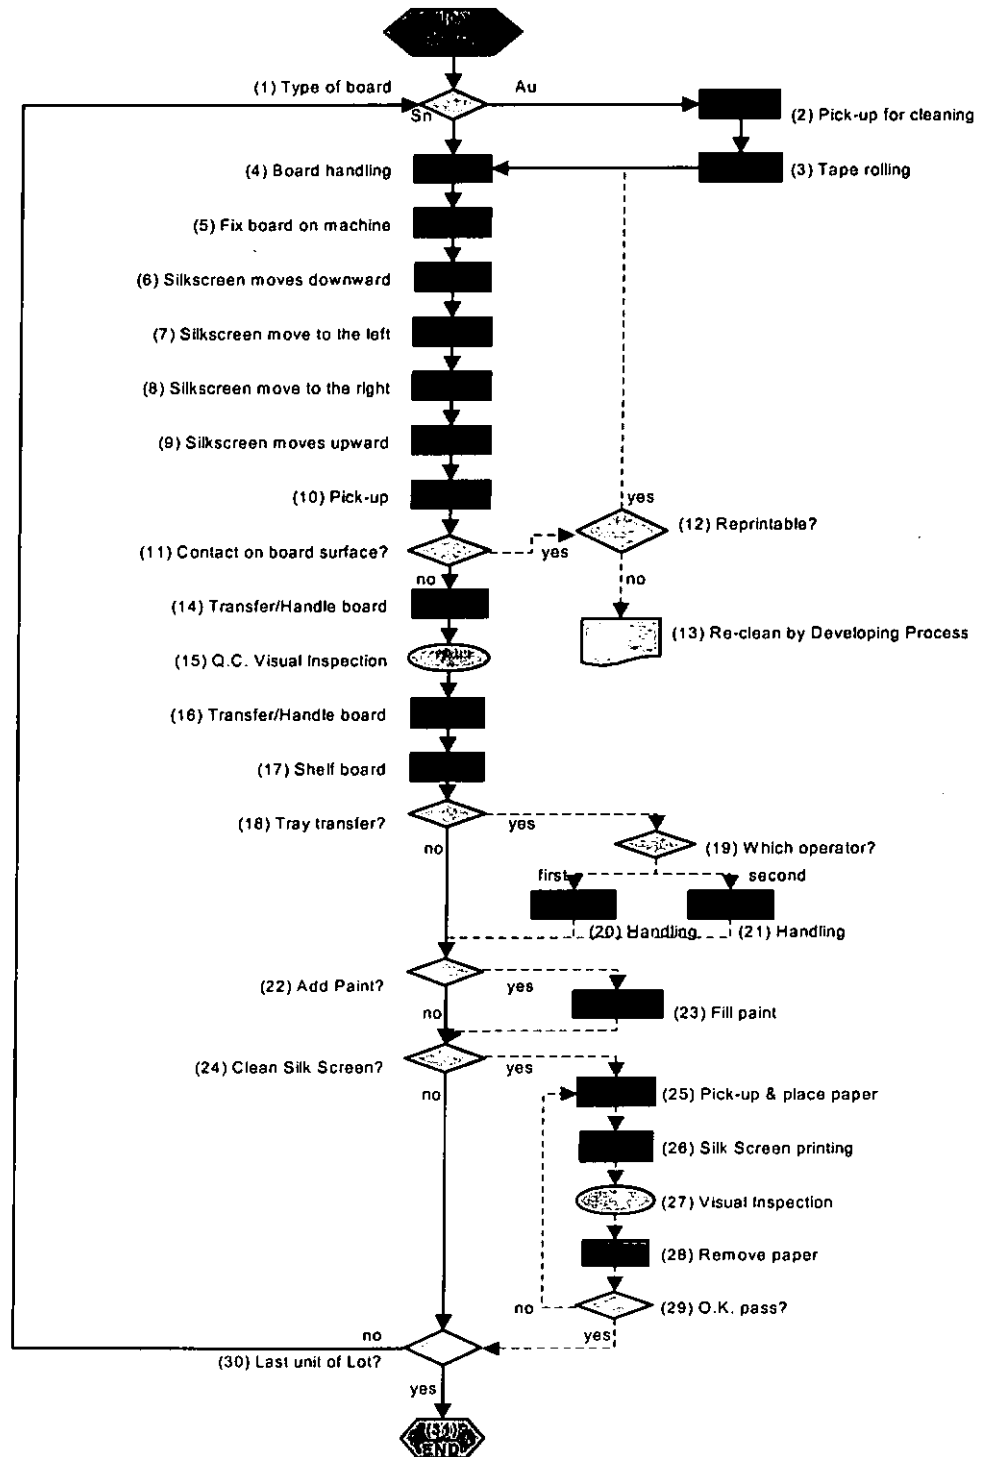 (1) Type of board
Au
Sn
(2) Pick-up for cleaning
(3) Tape rolling
(4) Board handling
(5) Fix board on machine
(6) Silkscreen moves downward
(7) Silkscreen move to the left
(8) Silkscreen move to the right
(9) Silkscreen moves upward
(10) Pick-up
(11) Contact on board surface?
yes
no
(12) Reprintable?
yes
no
(13) Re-clean by Developing Process
(14) Transfer/Handle board
(15) Q.C. Visual Inspection
(16) Transfer/Handle board
(17) Shelf board
(18) Tray transfer?
yes
no
(19) Which operator?
first
second
(20) Handling
(21) Handling
(22) Add Paint?
yes
no
(23) Fill paint
(24) Clean Silk Screen?
yes
no
(25) Pick-up & place paper
(26) Silk Screen printing
(27) Visual Inspection
(28) Remove paper
(29) O.K. pass?
no
yes
(30) Last unit of Lot?
no
yes
(31)
END